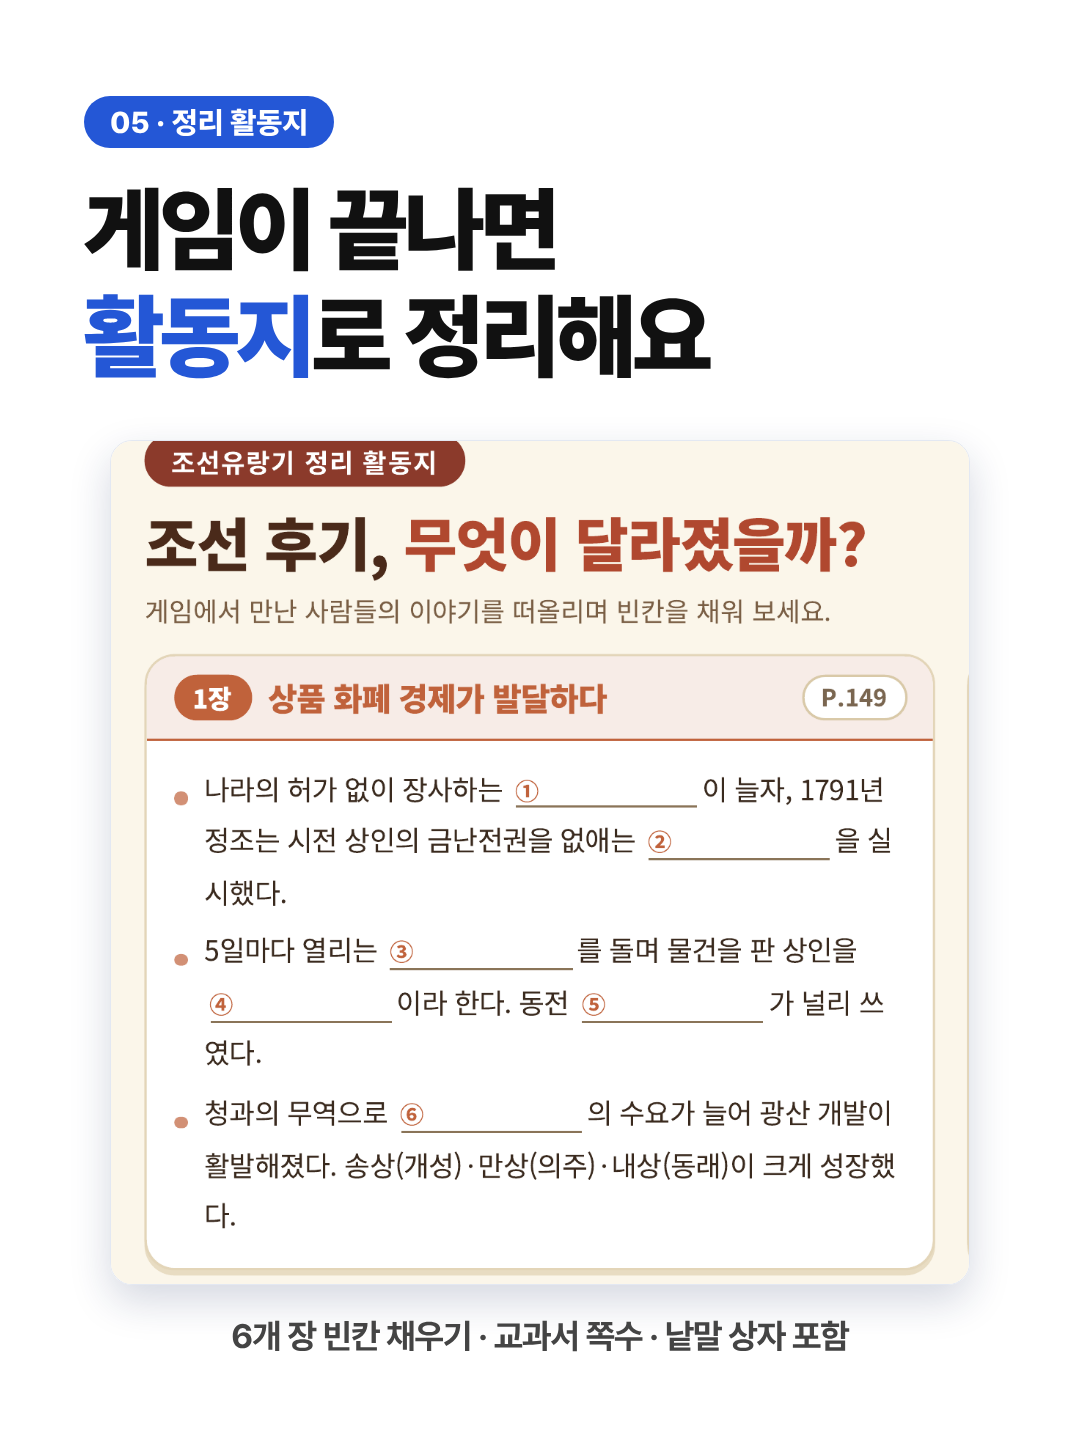 05 · 정리 활동지
게임이 끝나면
활동지로 정리해요
조선유랑기 정리 활동지
조선 후기, 무엇이 달라졌을까?
게임에서 만난 사람들의 이야기를 떠올리며 빈칸을 채워 보세요.
1장 상품 화폐 경제가 발달하다 P.149
나라의 허가 없이 장사하는 ① 이 늘자, 1791년
정조는 시전 상인의 금난전권을 없애는 ② 을 실
시했다.
5일마다 열리는 ③ 를 돌며 물건을 판 상인을
④ 이라 한다. 동전 ⑤ 가 널리 쓰
였다.
청과의 무역으로 ⑥ 의 수요가 늘어 광산 개발이
활발해졌다. 송상(개성)·만상(의주)·내상(동래)이 크게 성장했
다.
6개 장 빈칸 채우기 · 교과서 쪽수 · 낱말 상자 포함